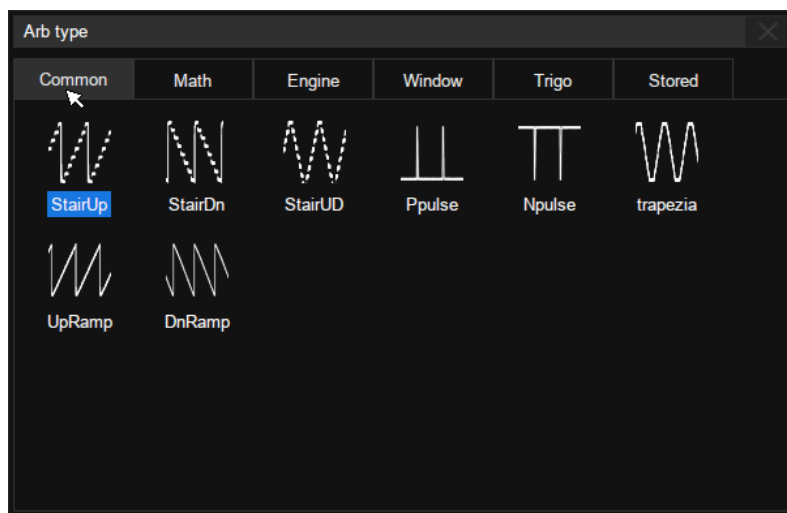 Arb type
Common Math Engine Window Trigo Stored
StairUp StairDn StairUD Ppulse Npulse trapezia
UpRamp DnRamp